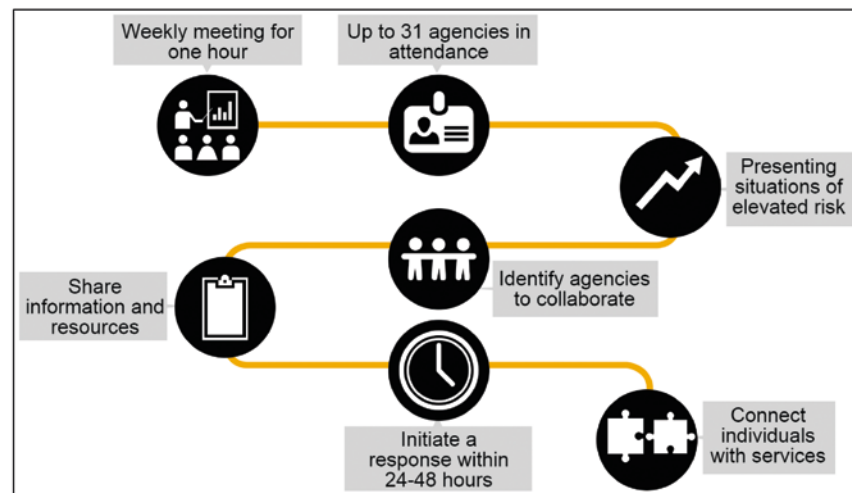 Weekly meeting for
one hour
Up to 31 agencies in
attendance
Presenting
situations of
elevated risk
Identify agencies
to collaborate
Share
information and
resources
Initiate a
response within
24-48 hours
Connect
individuals
with services